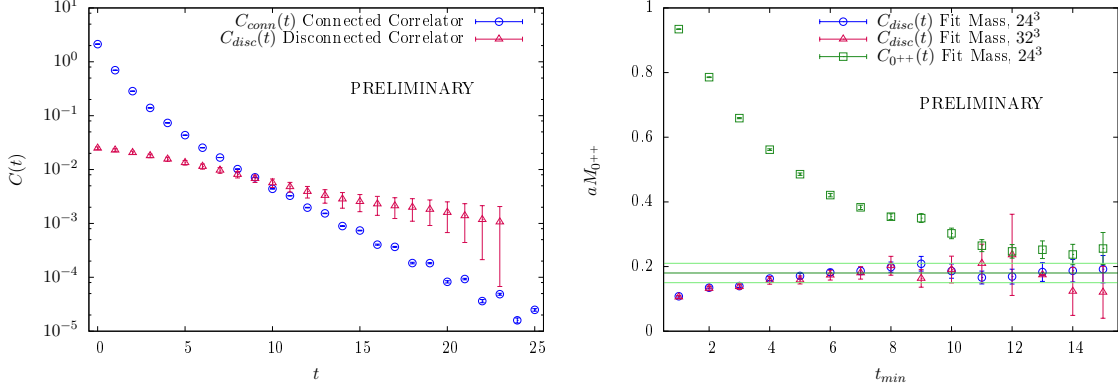 C_conn(t) Connected Correlator
C_disc(t) Disconnected Correlator
PRELIMINARY
C(t)
10^1
10^0
10^-1
10^-2
10^-3
10^-4
10^-5
0 5 10 15 20 25
t
C_disc(t) Fit Mass, 24^3
C_disc(t) Fit Mass, 32^3
C_0++(t) Fit Mass, 24^3
PRELIMINARY
aM_0++
1
0.8
0.6
0.4
0.2
0
2 4 6 8 10 12 14
t_min